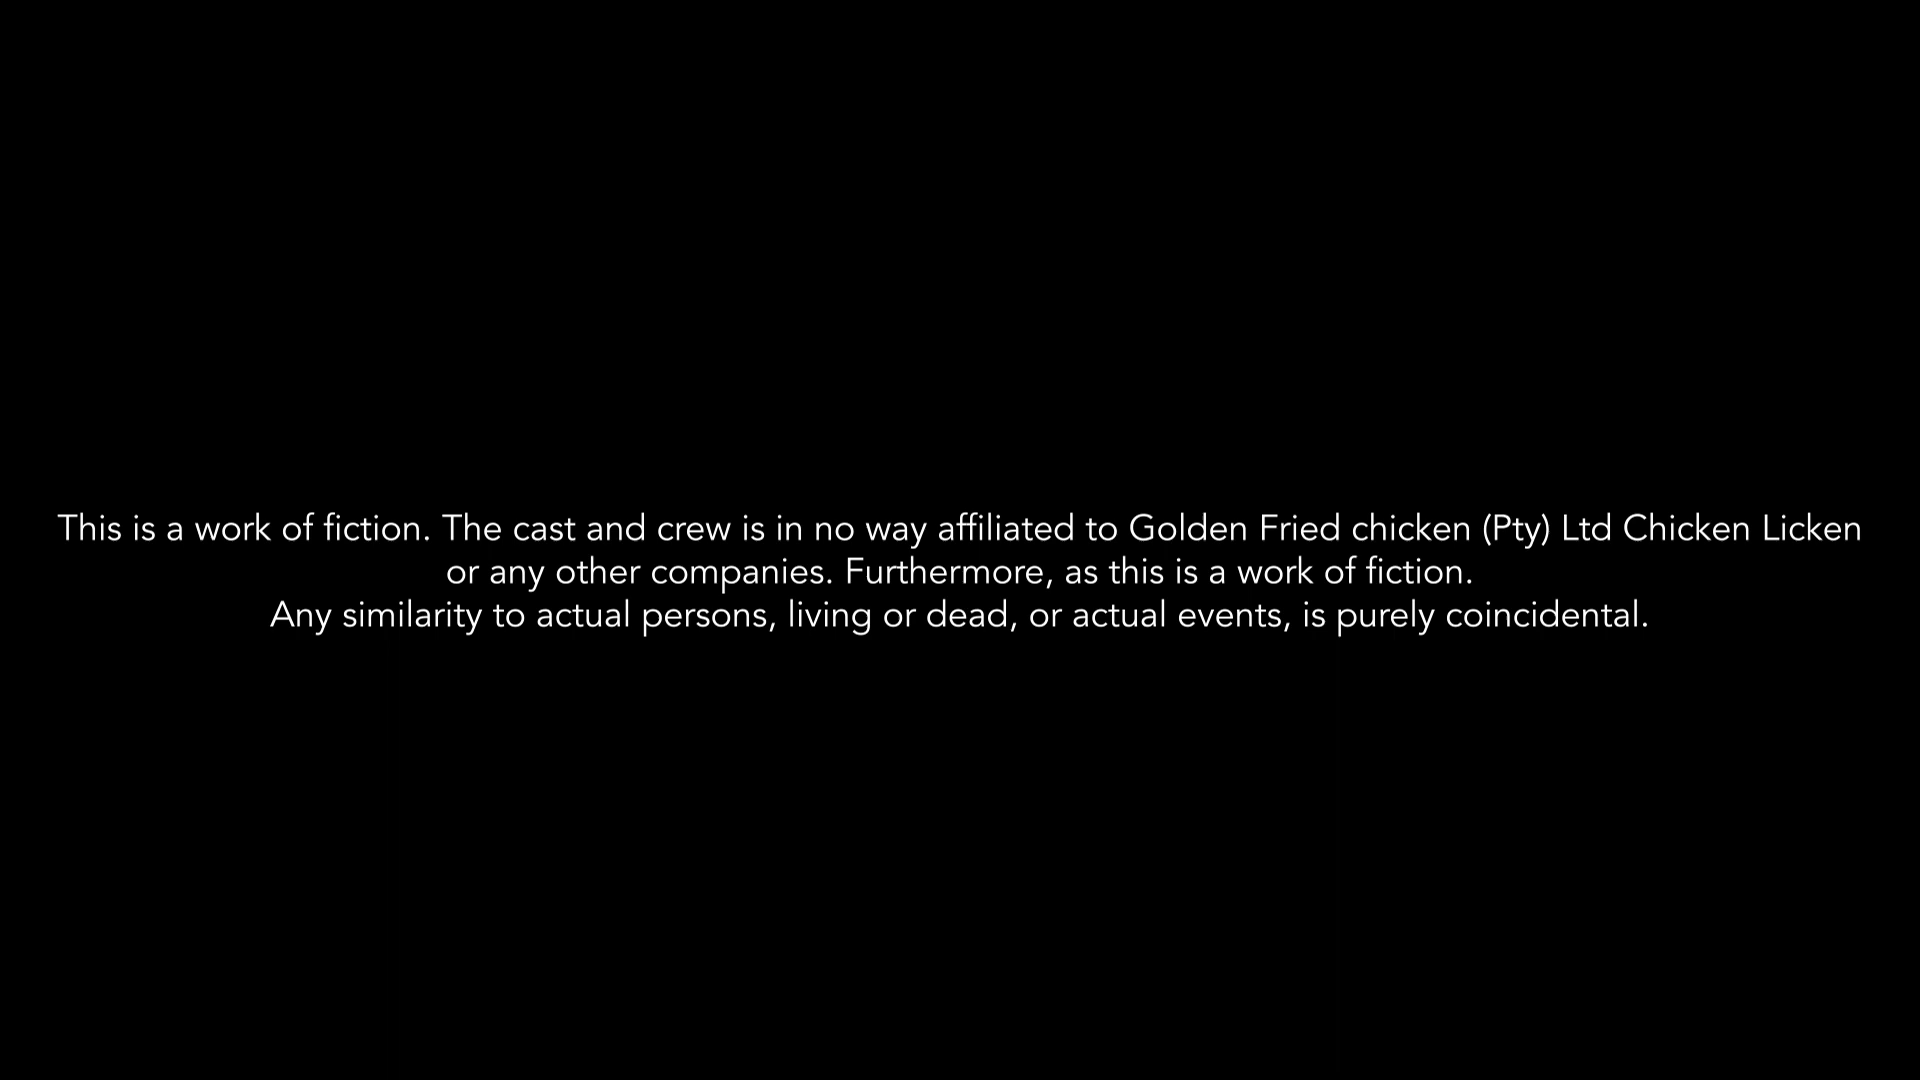 This is a work of fiction. The cast and crew is in no way affiliated to Golden Fried chicken (Pty) Ltd Chicken Licken
or any other companies. Furthermore, as this is a work of fiction.
Any similarity to actual persons, living or dead, or actual events, is purely coincidental.